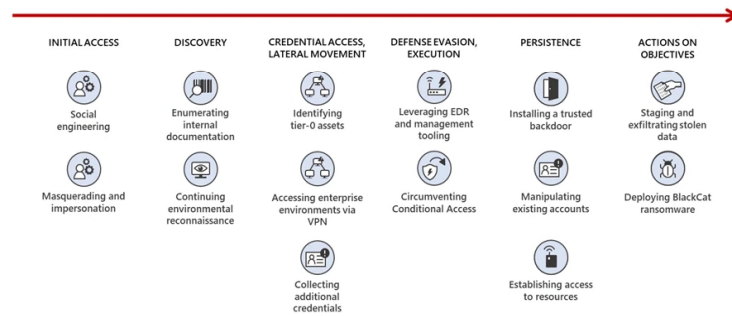 INITIAL ACCESS
DISCOVERY
CREDENTIAL ACCESS,
LATERAL MOVEMENT
DEFENSE EVASION,
EXECUTION
PERSISTENCE
ACTIONS ON
OBJECTIVES
Social
engineering
Enumerating
internal
documentation
Identifying
tier-0 assets
Leveraging EDR
and management
tooling
Installing a trusted
backdoor
Staging and
exfiltrating stolen
data
Masquerading and
impersonation
Continuing
environmental
reconnaissance
Accessing enterprise
environments via
VPN
Circumventing
Conditional Access
Manipulating
existing accounts
Deploying BlackCat
ransomware
Collecting
additional
credentials
Establishing access
to resources